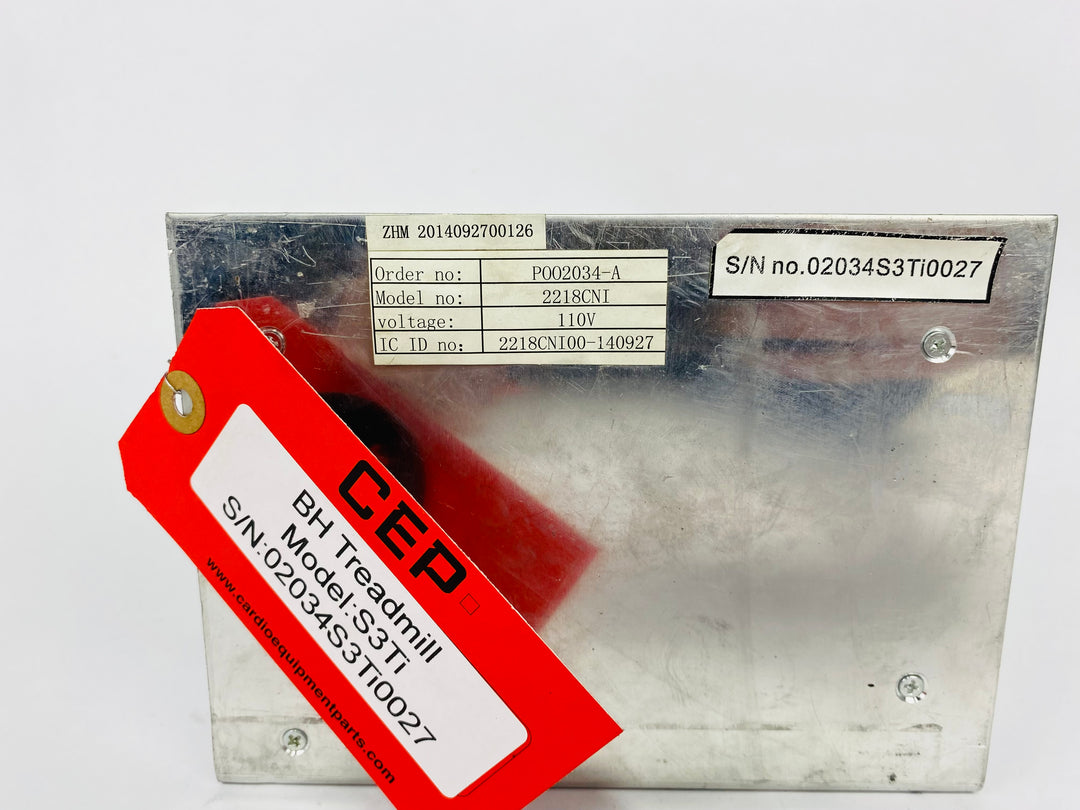 ZHM 2014092700126
Order no: PO02034-A
Model no: 2218CNI
voltage: 110V
IC ID no: 2218CNI00-140927
S/N no.02034S3Ti0027
CEP
BH Treadmill
Model:S3Ti
S/N:02034S3Ti0027
www.cardioequipmentparts.com